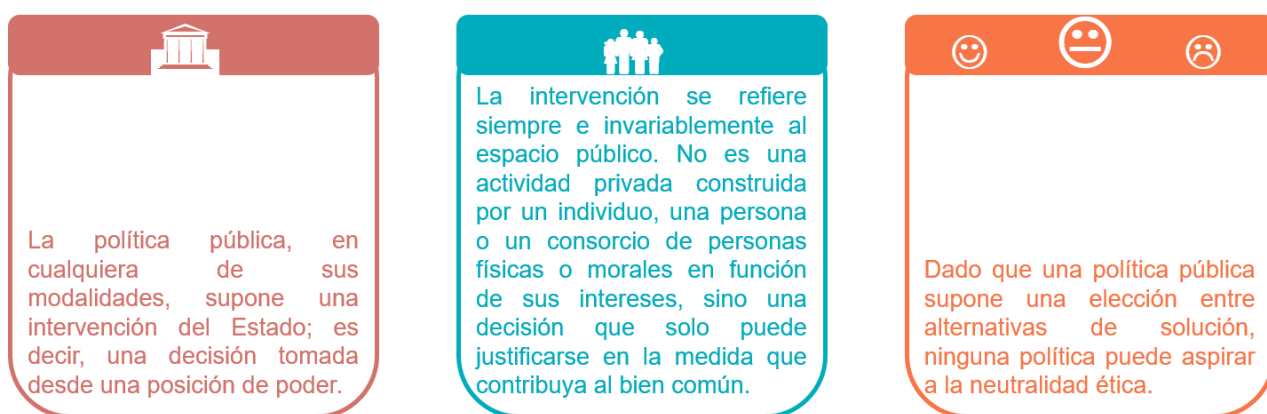 La política pública, en
cualquiera de sus
modalidades, supone una
intervención del Estado; es
decir, una decisión tomada
desde una posición de poder.
La intervención se refiere
siempre e invariablemente al
espacio público. No es una
actividad privada construida
por un individuo, una persona
o un consorcio de personas
físicas o morales en función
de sus intereses, sino una
decisión que solo puede
justificarse en la medida que
contribuya al bien común.
Dado que una política pública
supone una elección entre
alternativas de solución,
ninguna política puede aspirar
a la neutralidad ética.